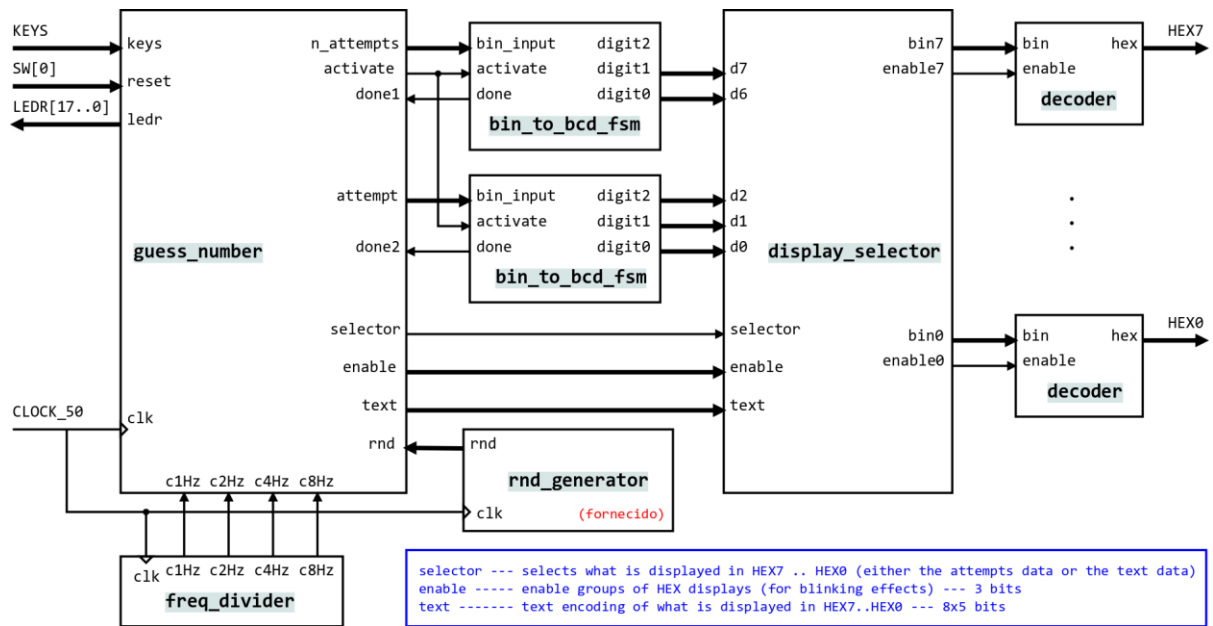 KEYS
keys
SW[0]
reset
LEDR[17..0]
ledr
n_attempts
activate
done1
attempt
done2
guess_number
selector
enable
text
rnd
CLOCK_50
clk
c1Hz c2Hz c4Hz c8Hz
bin_input digit2
activate digit1
done digit0
bin_to_bcd_fsm
bin_input digit2
activate digit1
done digit0
bin_to_bcd_fsm
d7
d6
d2
d1
d0
display_selector
selector
enable
text
bin7
enable7
bin0
enable0
bin hex
enable
decoder
HEX7
.
.
.
bin hex
enable
decoder
HEX0
rnd
rnd_generator
clk (fornecido)
clk c1Hz c2Hz c4Hz c8Hz
freq_divider
selector --- selects what is displayed in HEX7 .. HEX0 (either the attempts data or the text data)
enable ----- enable groups of HEX displays (for blinking effects) --- 3 bits
text ------- text encoding of what is displayed in HEX7..HEX0 --- 8x5 bits